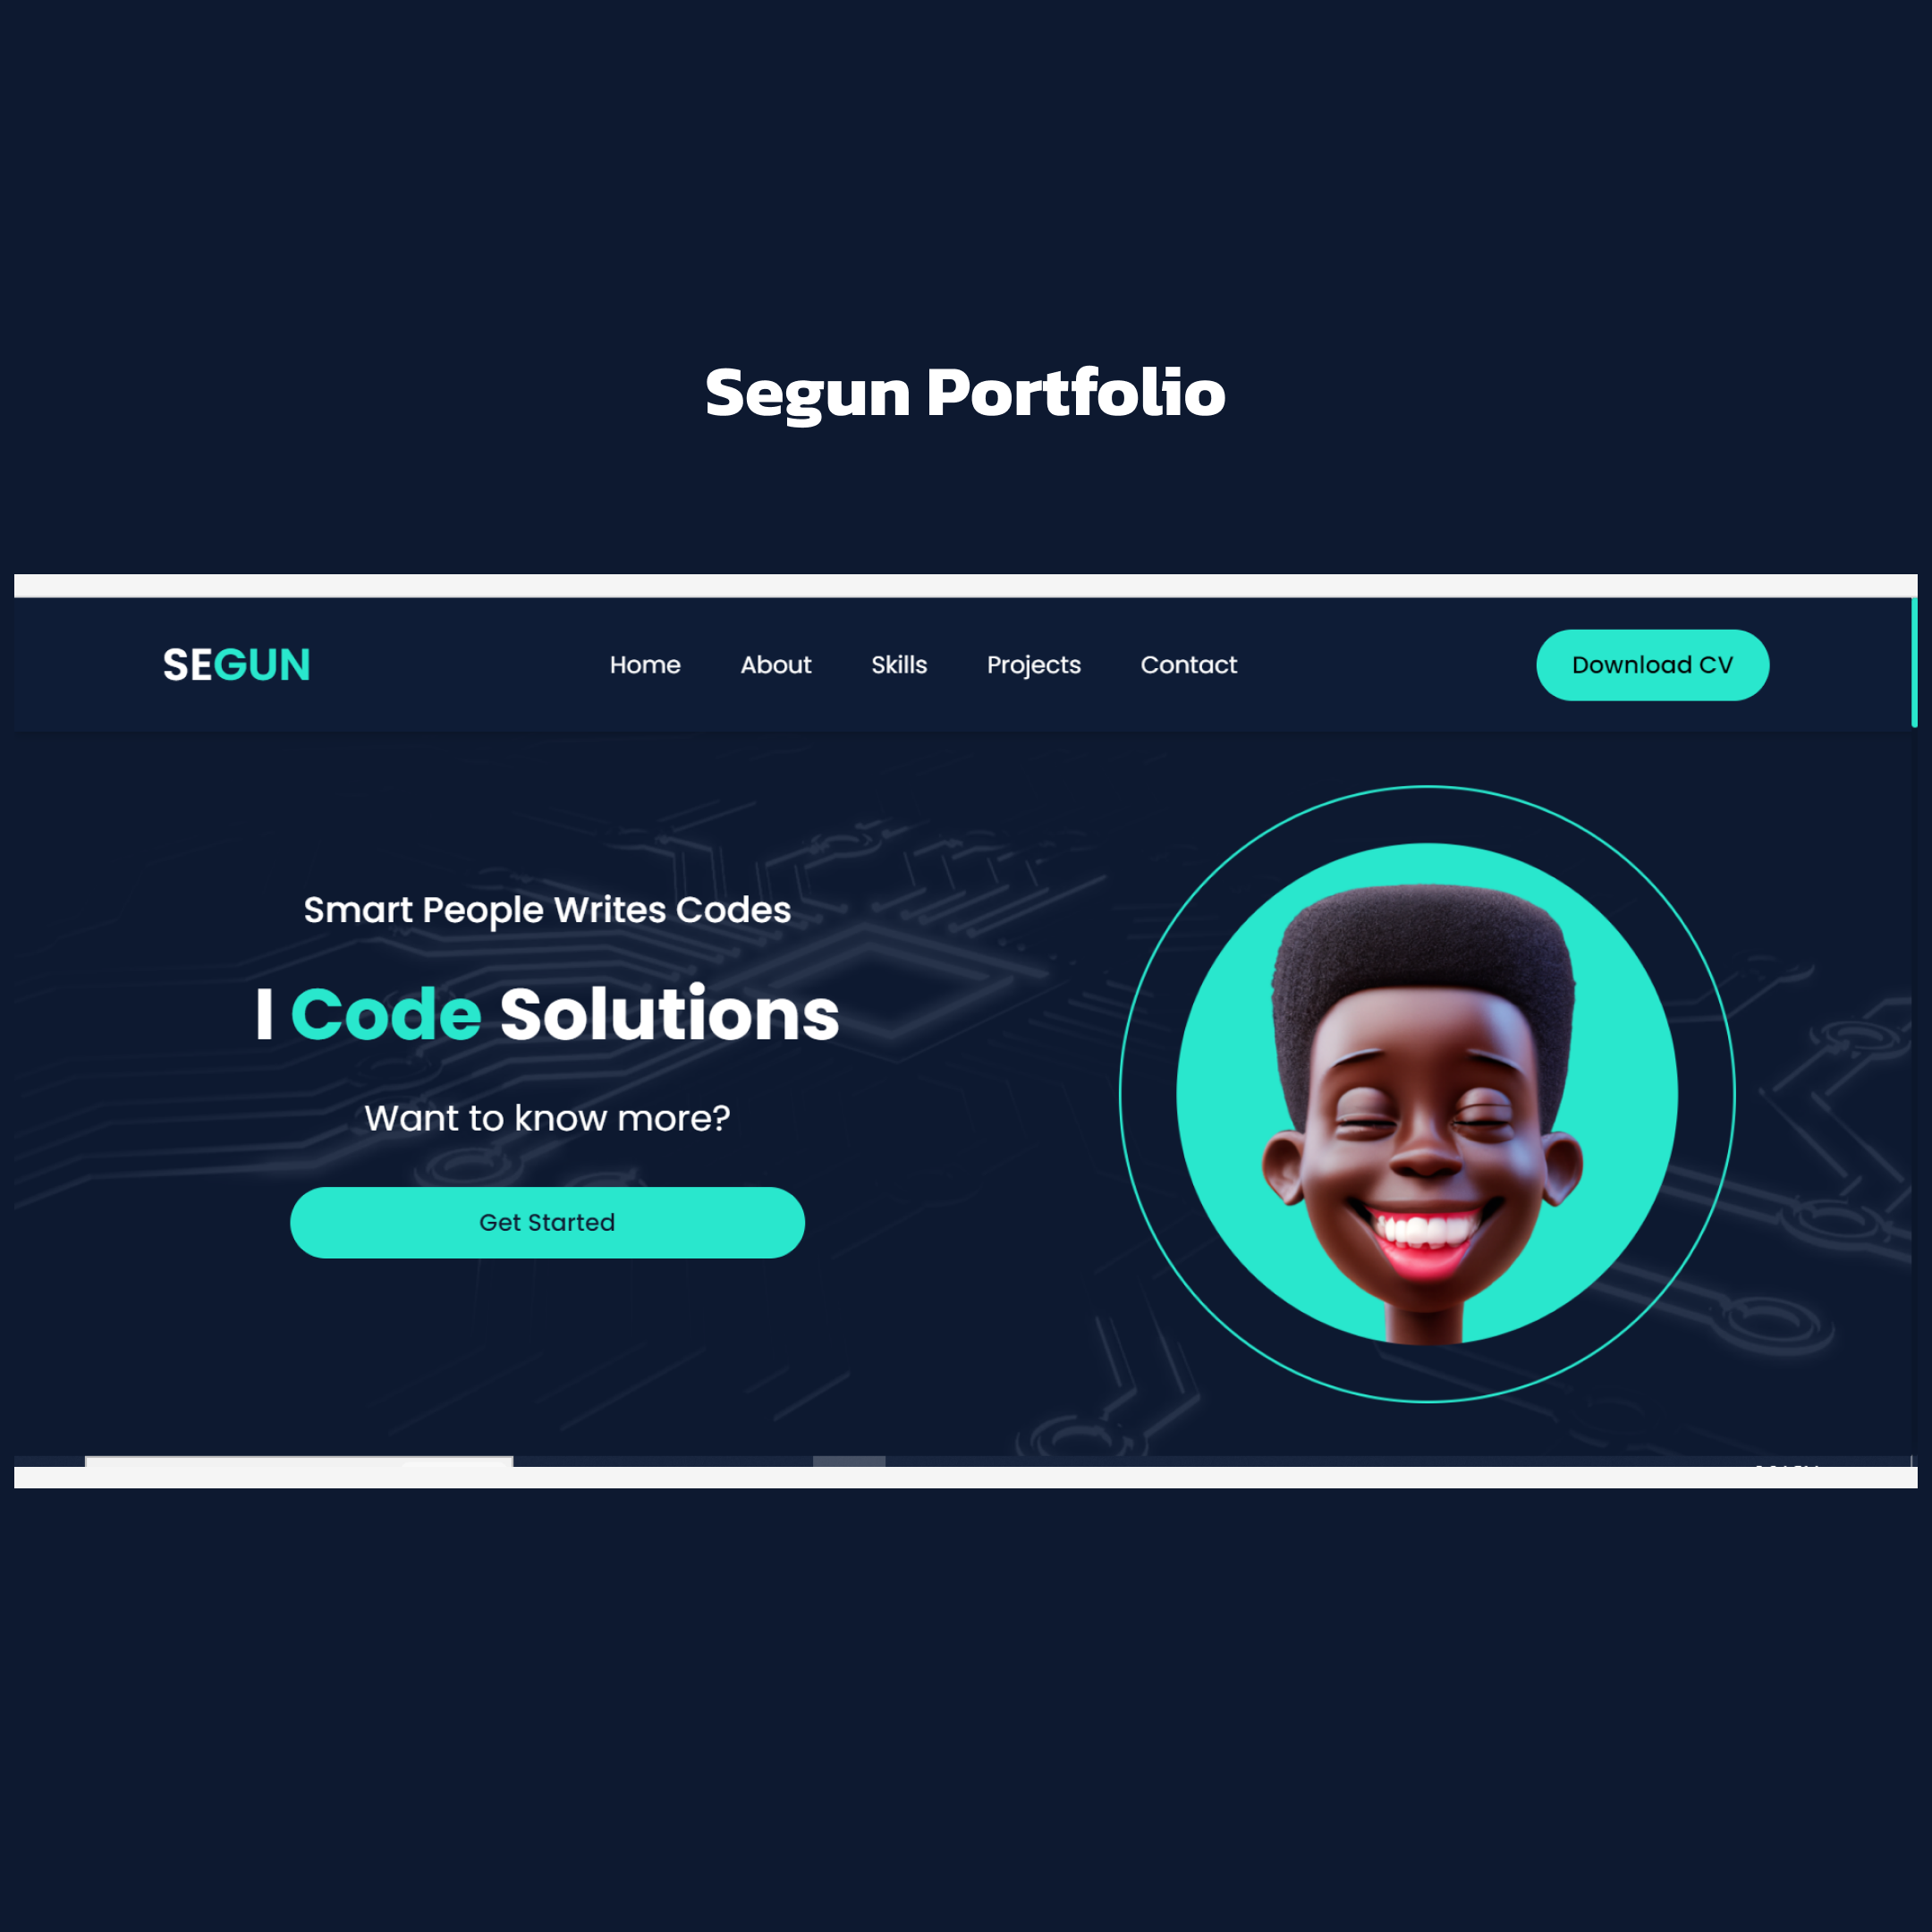 Segun Portfolio
SEGUN
Home About Skills Projects Contact
Download CV
Smart People Writes Codes
I Code Solutions
Want to know more?
Get Started